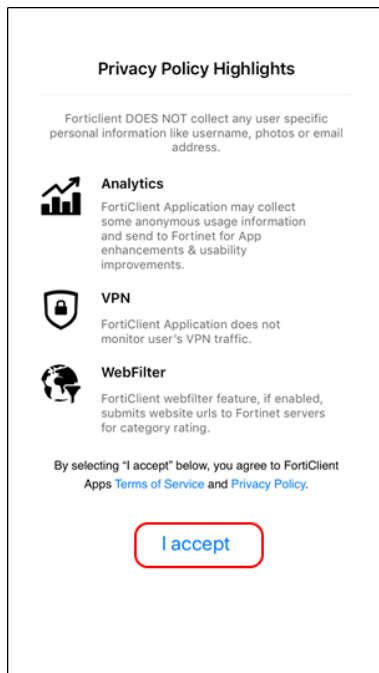 Privacy Policy Highlights
Forticlient DOES NOT collect any user specific
personal information like username, photos or email
address.
Analytics
FortiClient Application may collect
some anonymous usage information
and send to Fortinet for App
enhancements & usability
improvements.
VPN
FortiClient Application does not
monitor user's VPN traffic.
WebFilter
FortiClient webfilter feature, if enabled,
submits website urls to Fortinet servers
for category rating.
By selecting "I accept" below, you agree to FortiClient
Apps Terms of Service and Privacy Policy.
I accept